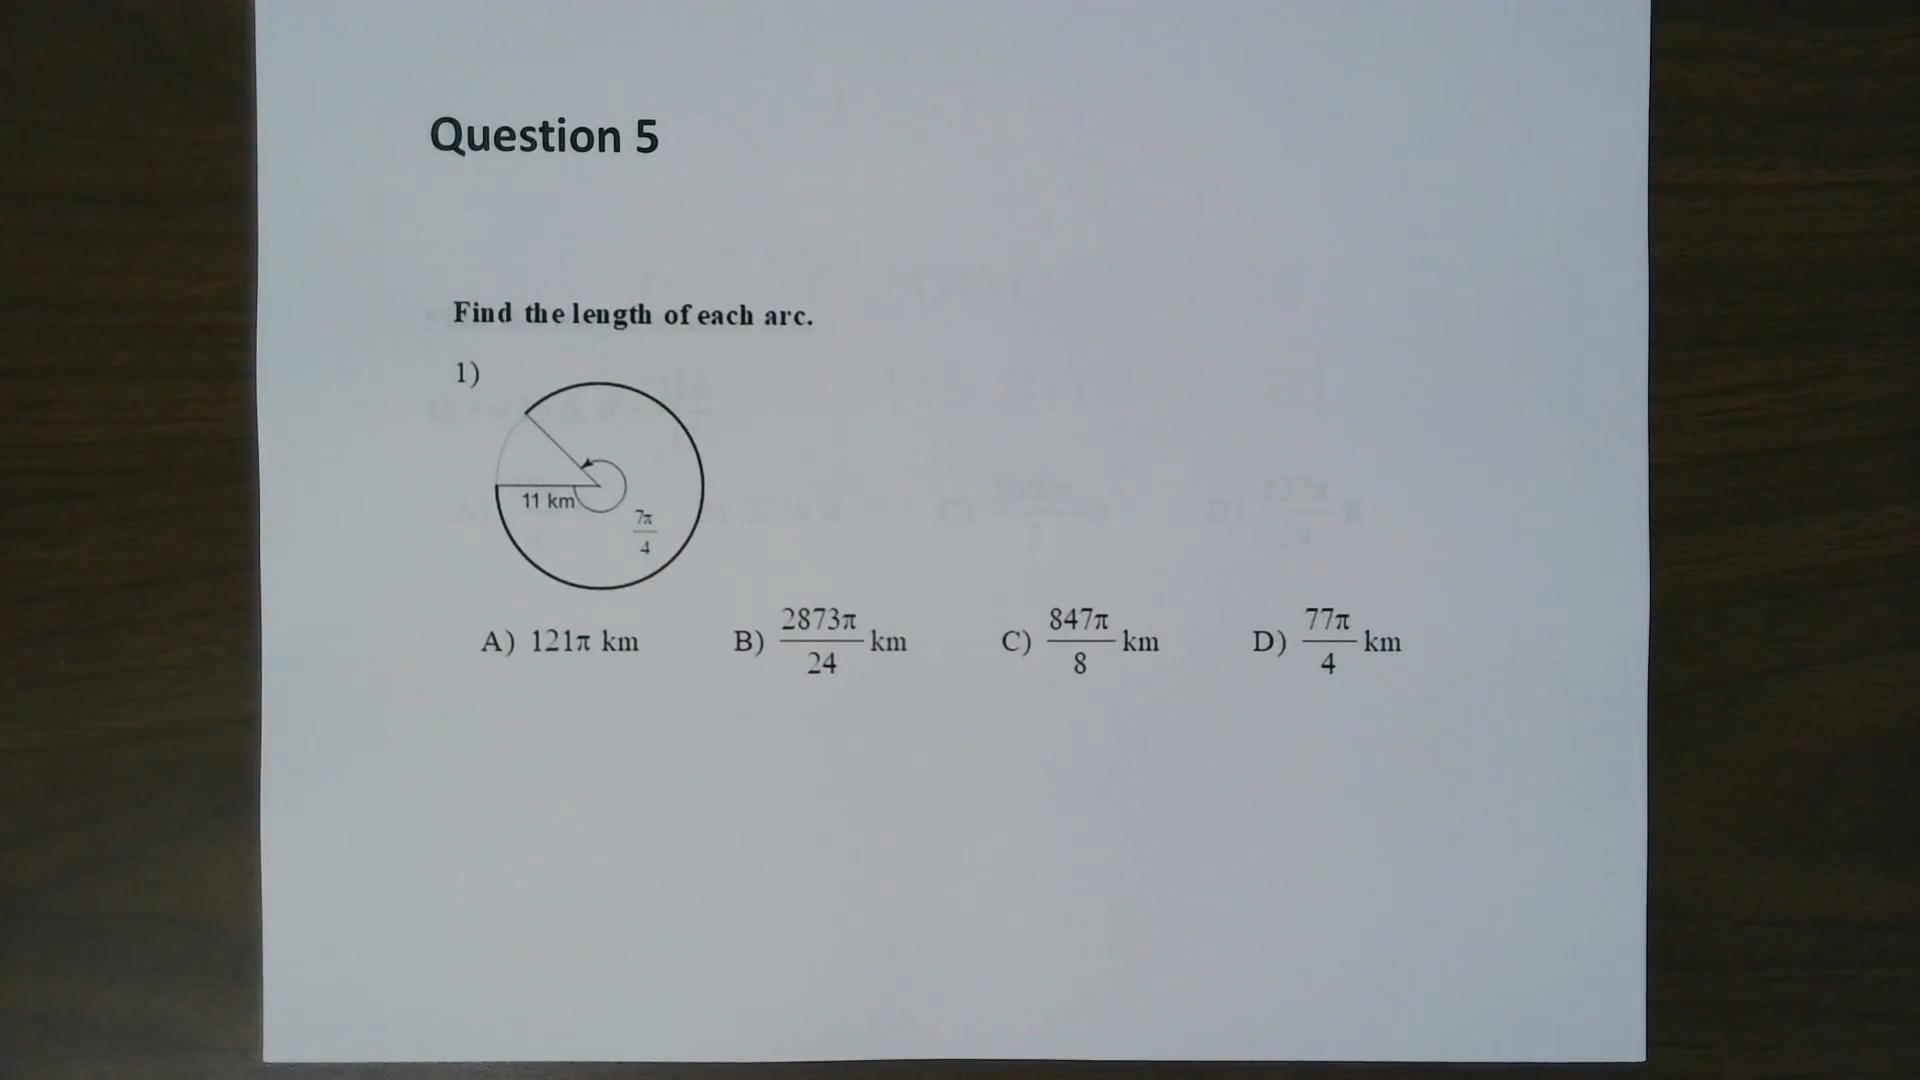 Question 5
Find the length of each arc.
1)
11 km
7π/4
A) 121π km B) 2873π/24 km C) 847π/8 km D) 77π/4 km